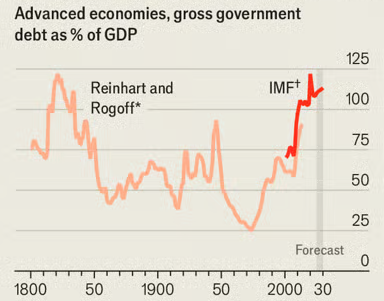 Advanced economies, gross government
debt as % of GDP
125
Reinhart and
Rogoff*
IMF†
100
75
50
25
Forecast
0
1800
50
1900
50
2000
30